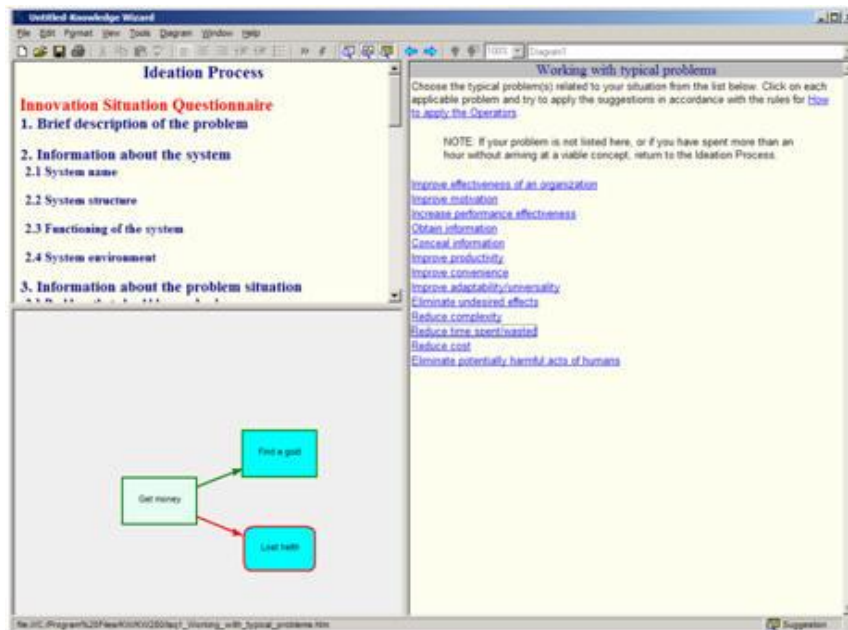 Untitled-Knowledge Wizard
File Edit Format View Tools Diagram Window Help
100% Diagram1
Ideation Process
Innovation Situation Questionnaire
1. Brief description of the problem
2. Information about the system
2.1 System name
2.2 System structure
2.3 Functioning of the system
2.4 System environment
3. Information about the problem situation
Working with typical problems
Choose the typical problem(s) related to your situation from the list below. Click on each
applicable problem and try to apply the suggestions in accordance with the rules for How
to apply the Operators.
NOTE: If your problem is not listed here, or if you have spent more than an
hour without arriving at a viable concept, return to the Ideation Process.
Improve effectiveness of an organization
Improve motivation
Increase performance effectiveness
Obtain information
Conceal information
Improve productivity
Improve convenience
Improve adaptability/universality
Eliminate undesired effects
Reduce complexity
Reduce time spent/wasted
Reduce cost
Eliminate potentially harmful acts of humans
Find a gold
Get money
Lost helth
Suggestion